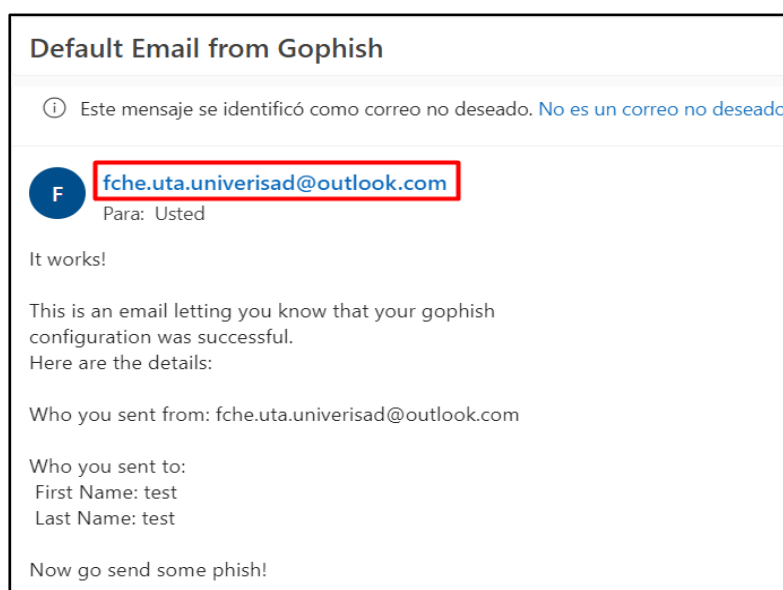 Default Email from Gophish
Este mensaje se identificó como correo no deseado. No es un correo no deseado
F
fche.uta.univerisad@outlook.com
Para: Usted
It works!
This is an email letting you know that your gophish
configuration was successful.
Here are the details:
Who you sent from: fche.uta.univerisad@outlook.com
Who you sent to:
First Name: test
Last Name: test
Now go send some phish!